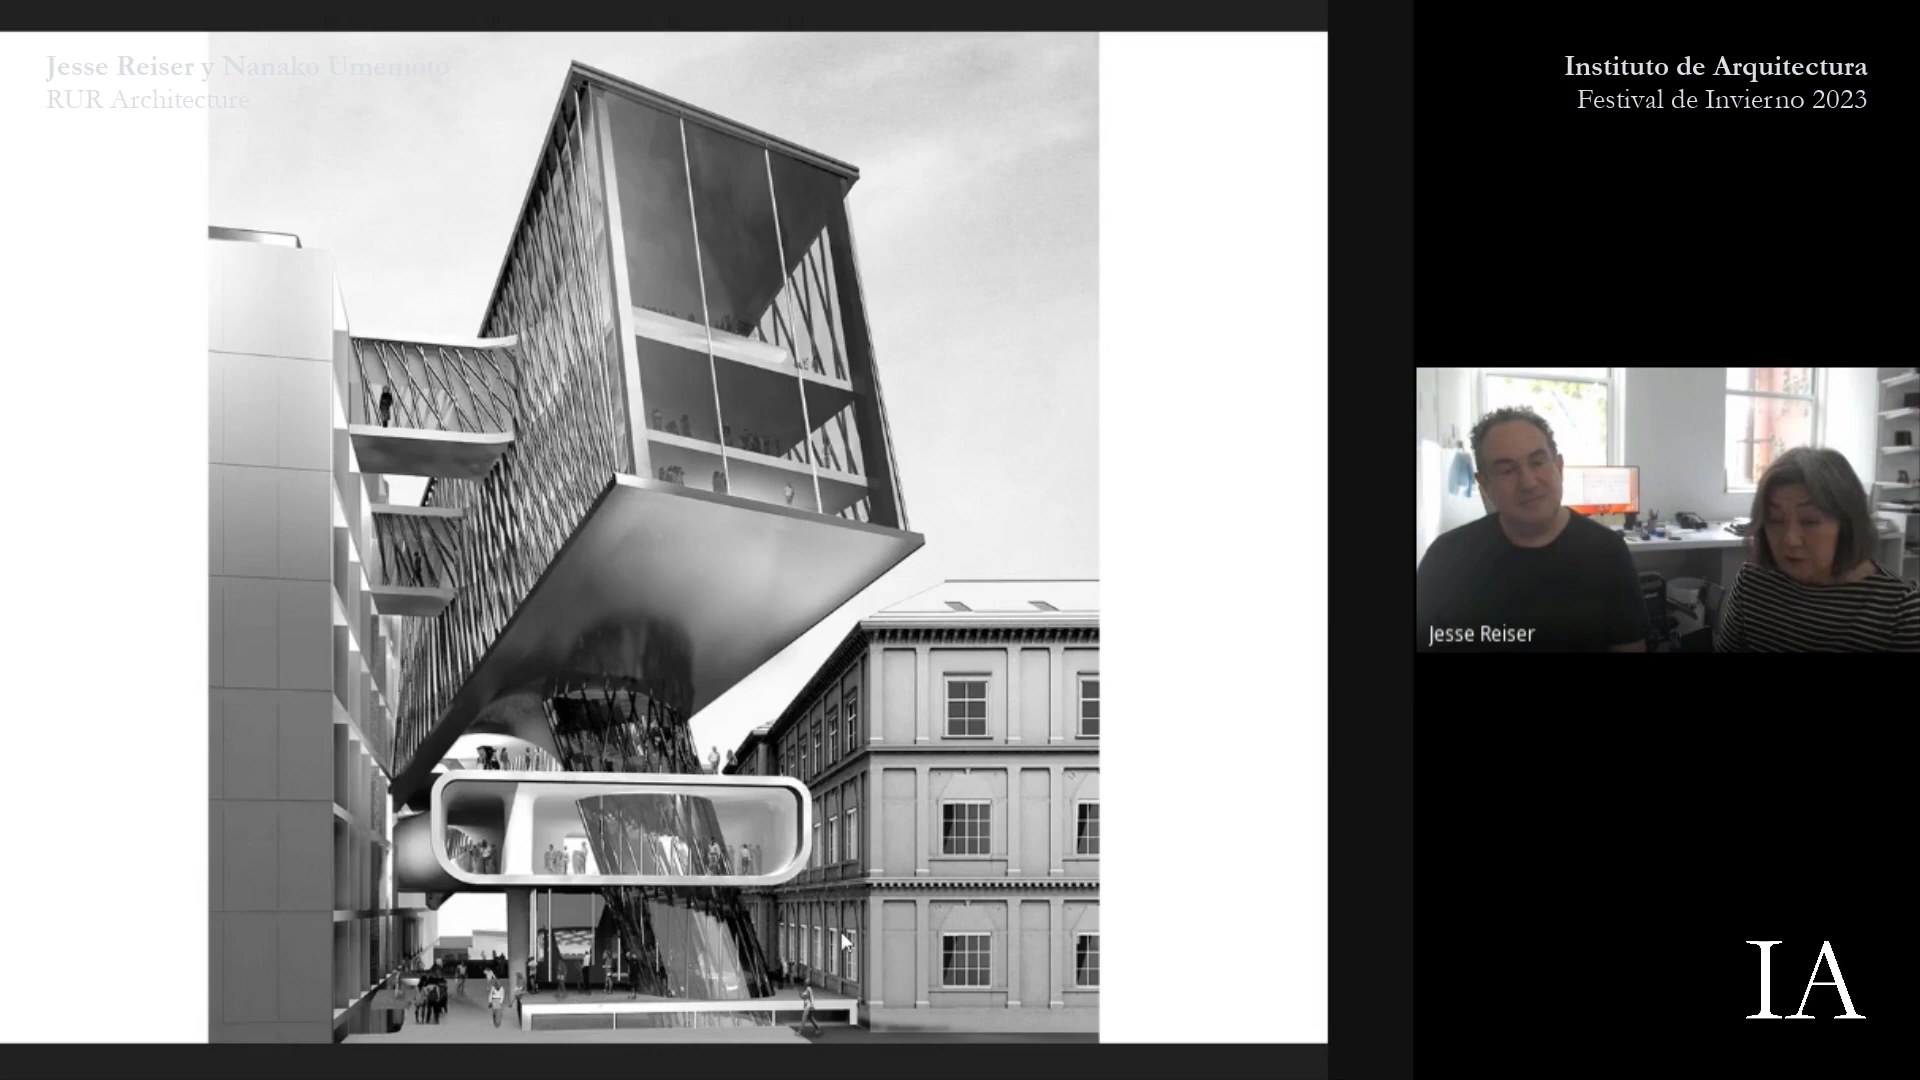 Jesse Reiser y Nanako Umemoto
RUR Architecture
Instituto de Arquitectura
Festival de Invierno 2023
Jesse Reiser
IA